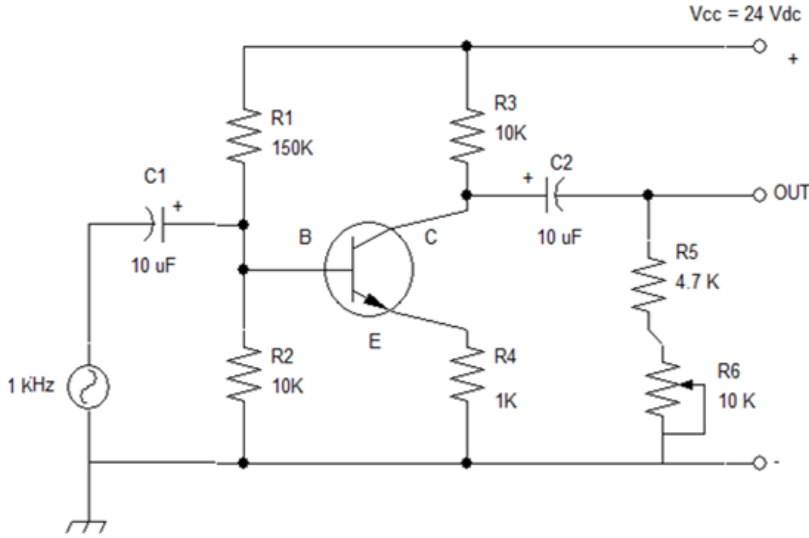 Vcc = 24 Vdc
+
R1
150K
R3
10K
C1
+
10 uF
C2
+
10 uF
OUT
B
C
E
R5
4.7 K
R2
10K
R4
1K
R6
10 K
1 KHz
-